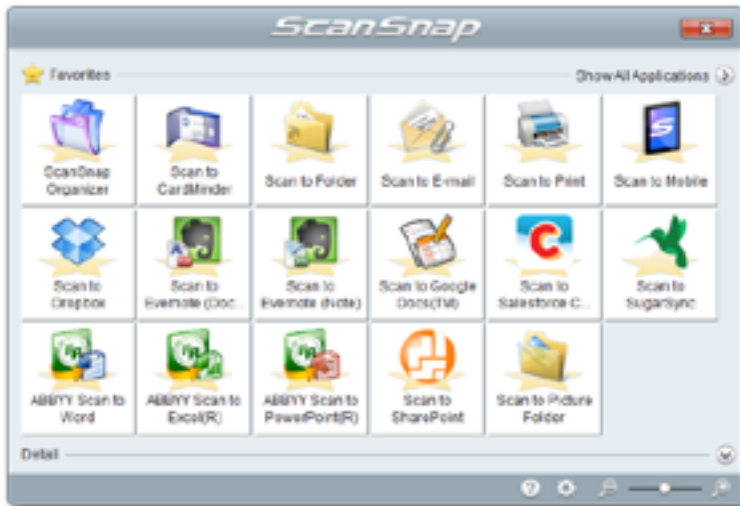 ScanSnap
Favorites
Show All Applications
ScanSnap Organizer
Scan to CardMinder
Scan to Folder
Scan to E-mail
Scan to Print
Scan to Mobile
Scan to Dropbox
Scan to Evernote (Doc...
Scan to Evernote (Note)
Scan to Google Docs(TM)
Scan to Salesforce C...
Scan to SugarSync
ABBYY Scan to Word
ABBYY Scan to Excel(R)
ABBYY Scan to PowerPoint(R)
Scan to SharePoint
Scan to Picture Folder
Detail